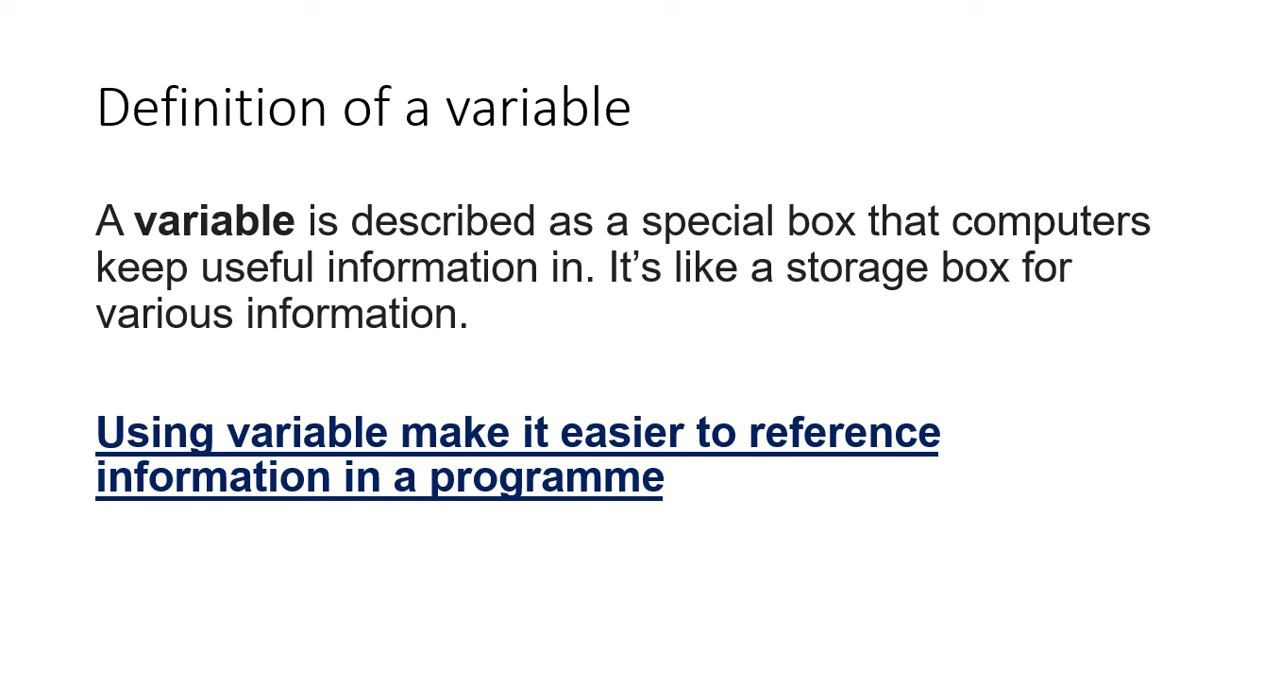 Definition of a variable
A variable is described as a special box that computers
keep useful information in. It’s like a storage box for
various information.
Using variable make it easier to reference
information in a programme